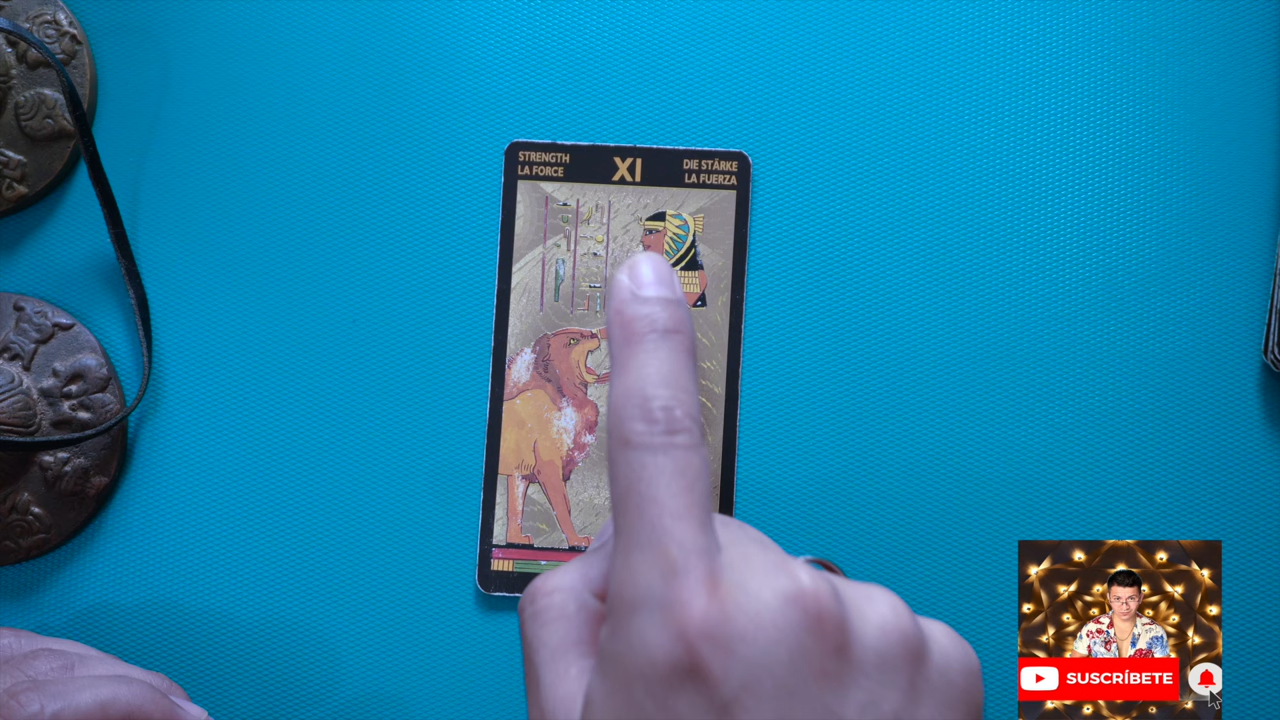 STRENGTH
LA FORCE
XI
DIE STÄRKE
LA FUERZA
SUSCRÍBETE